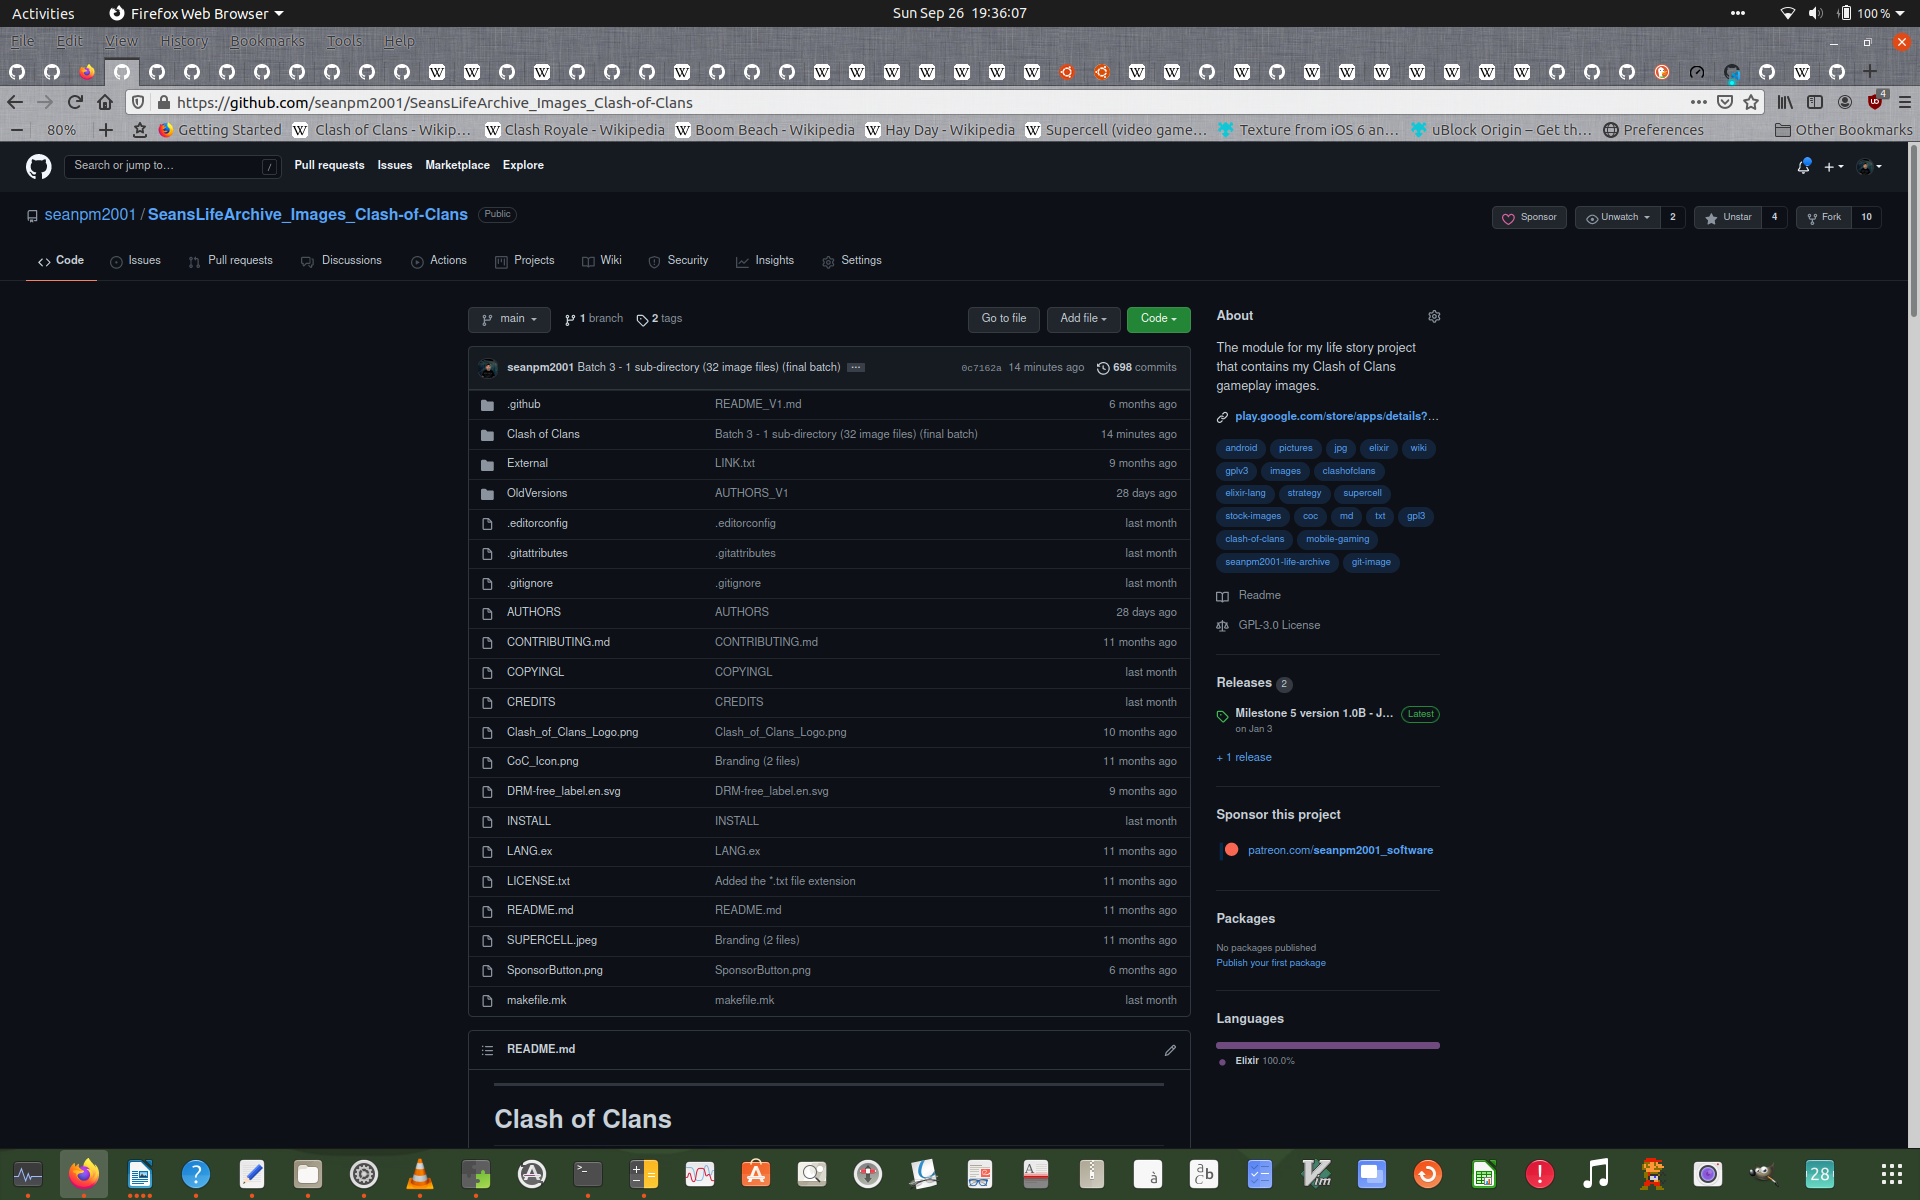 Activities Firefox Web Browser Sun Sep 26 19:36:07 100 %
File Edit View History Bookmarks Tools Help
https://github.com/seanpm2001/SeansLifeArchive_Images_Clash-of-Clans 4
80% Getting Started Clash of Clans - Wikip… Clash Royale - Wikipedia Boom Beach - Wikipedia Hay Day - Wikipedia Supercell (video game… Texture from iOS 6 an… uBlock Origin – Get th… Preferences Other Bookmarks
Search or jump to… / Pull requests Issues Marketplace Explore
seanpm2001 / SeansLifeArchive_Images_Clash-of-Clans Public Sponsor Unwatch 2 Unstar 4 Fork 10
Code Issues Pull requests Discussions Actions Projects Wiki Security Insights Settings
main 1 branch 2 tags Go to file Add file Code
seanpm2001 Batch 3 - 1 sub-directory (32 image files) (final batch) 0c7162a 14 minutes ago 698 commits
.github README_V1.md 6 months ago
Clash of Clans Batch 3 - 1 sub-directory (32 image files) (final batch) 14 minutes ago
External LINK.txt 9 months ago
OldVersions AUTHORS_V1 28 days ago
.editorconfig .editorconfig last month
.gitattributes .gitattributes last month
.gitignore .gitignore last month
AUTHORS AUTHORS 28 days ago
CONTRIBUTING.md CONTRIBUTING.md 11 months ago
COPYINGL COPYINGL last month
CREDITS CREDITS last month
Clash_of_Clans_Logo.png Clash_of_Clans_Logo.png 10 months ago
CoC_Icon.png Branding (2 files) 11 months ago
DRM-free_label.en.svg DRM-free_label.en.svg 9 months ago
INSTALL INSTALL last month
LANG.ex LANG.ex 11 months ago
LICENSE.txt Added the *.txt file extension 11 months ago
README.md README.md 11 months ago
SUPERCELL.jpeg Branding (2 files) 11 months ago
SponsorButton.png SponsorButton.png 6 months ago
makefile.mk makefile.mk last month
README.md
Clash of Clans
About
The module for my life story project
that contains my Clash of Clans
gameplay images.
play.google.com/store/apps/details?…
android pictures jpg elixir wiki
gplv3 images clashofclans
elixir-lang strategy supercell
stock-images coc md txt gpl3
clash-of-clans mobile-gaming
seanpm2001-life-archive git-image
Readme
GPL-3.0 License
Releases 2
Milestone 5 version 1.0B - J… Latest
on Jan 3
+ 1 release
Sponsor this project
patreon.com/seanpm2001_software
Packages
No packages published
Publish your first package
Languages
Elixir 100.0%
28